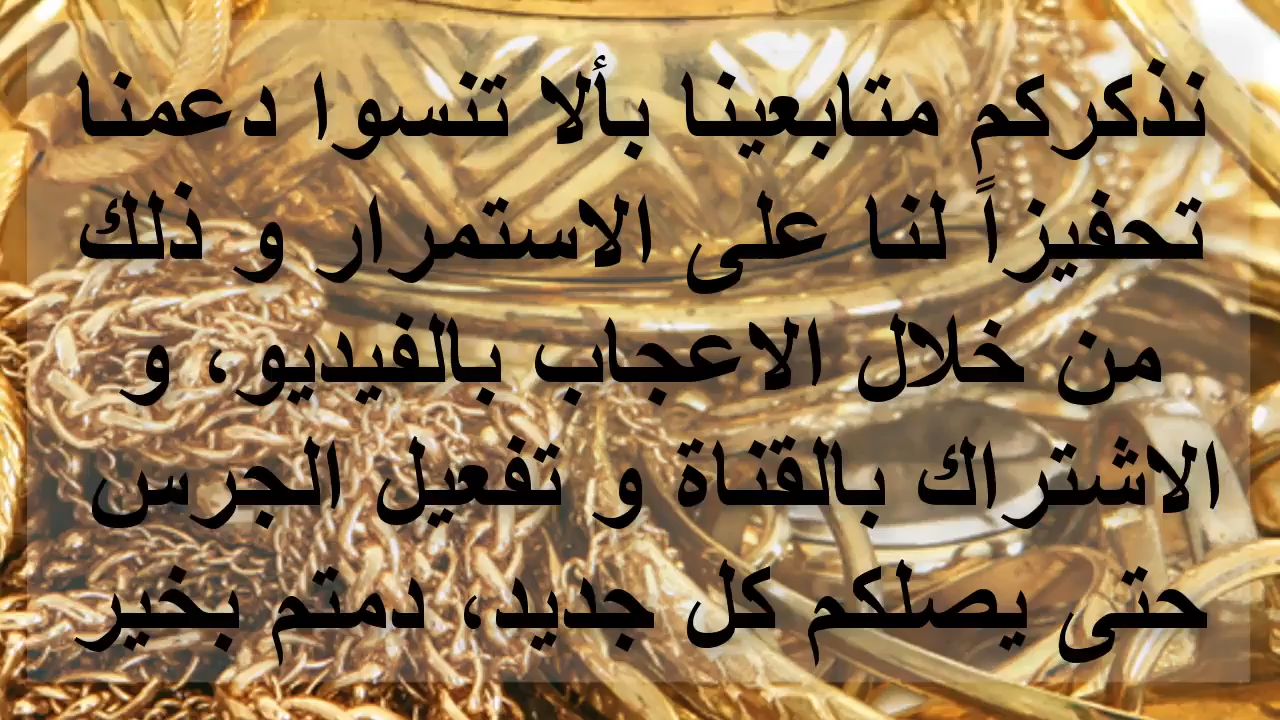 نذكركم متابعينا بألا تنسوا دعمنا
تحفيزاً لنا على الاستمرار و ذلك
من خلال الاعجاب بالفيديو، و
الاشتراك بالقناة و تفعيل الجرس
حتى يصلكم كل جديد، دمتم بخير